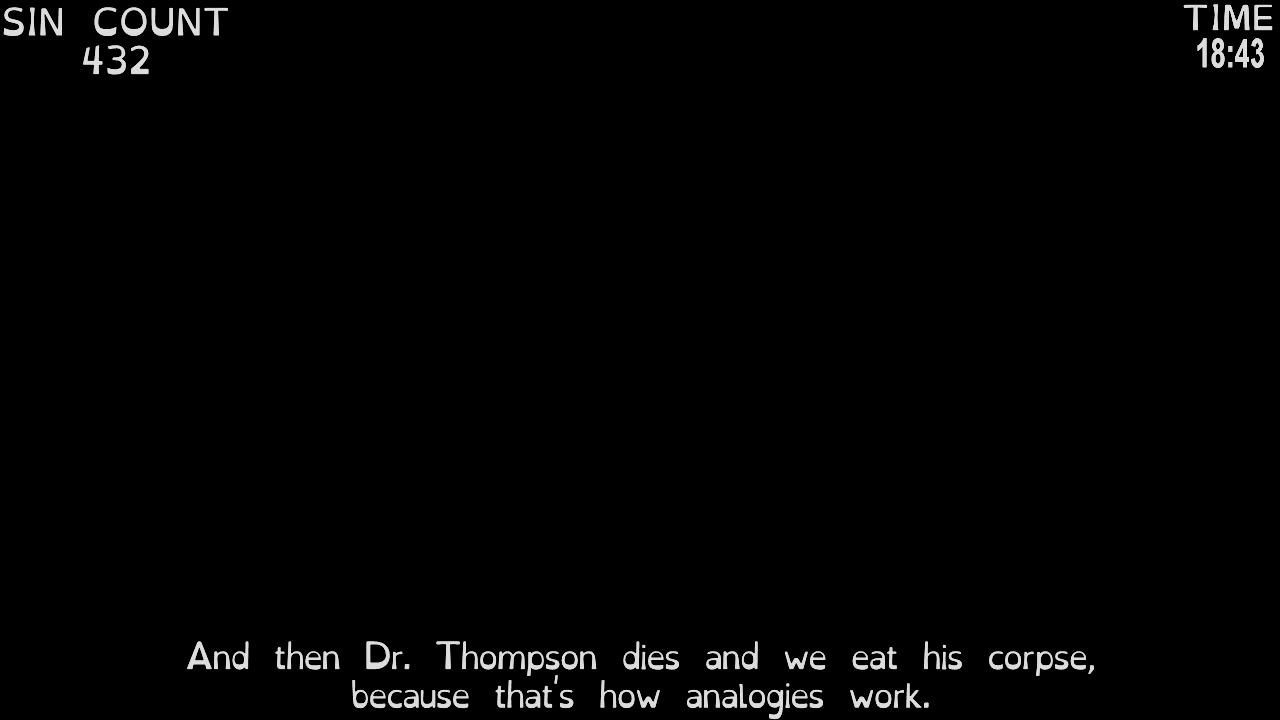 SIN COUNT
432
TIME
18:43
And then Dr. Thompson dies and we eat his corpse,
because that's how analogies work.